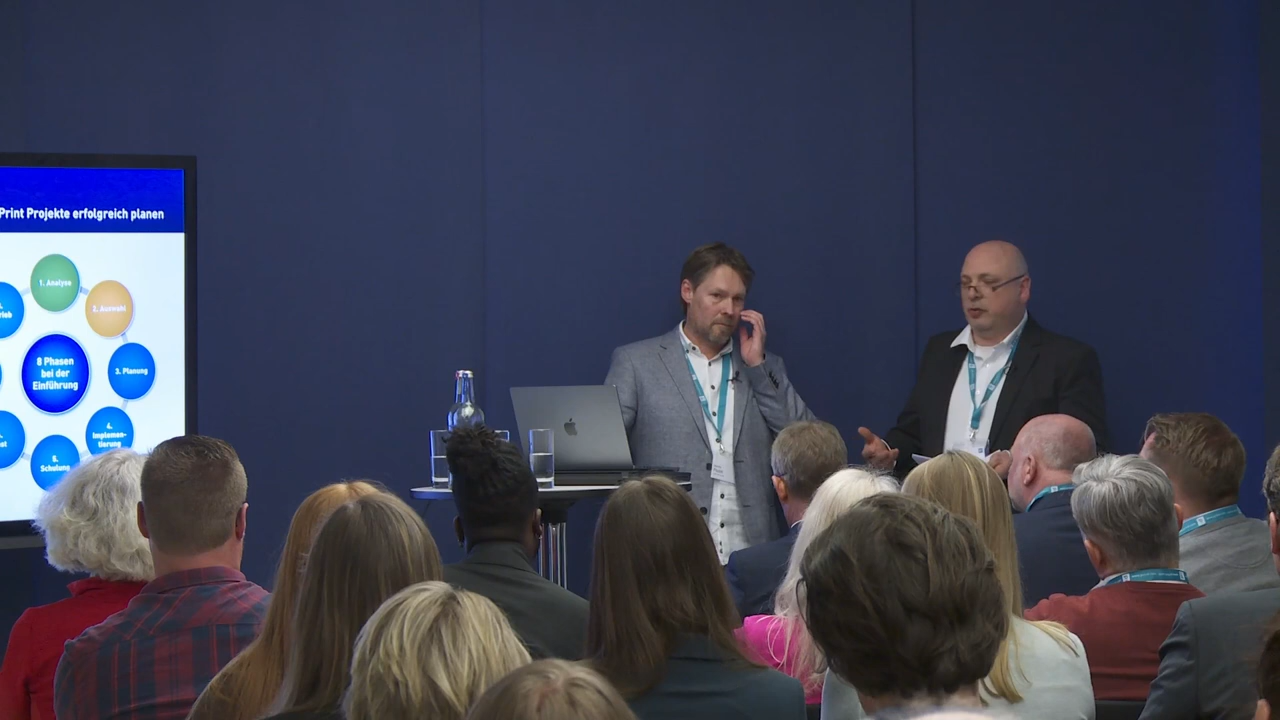 Print Projekte erfolgreich planen
1. Analyse
2. Auswahl
8 Phasen
bei der
Einführung
3. Planung
4.
Implemen-
tierung
5.
Schulung